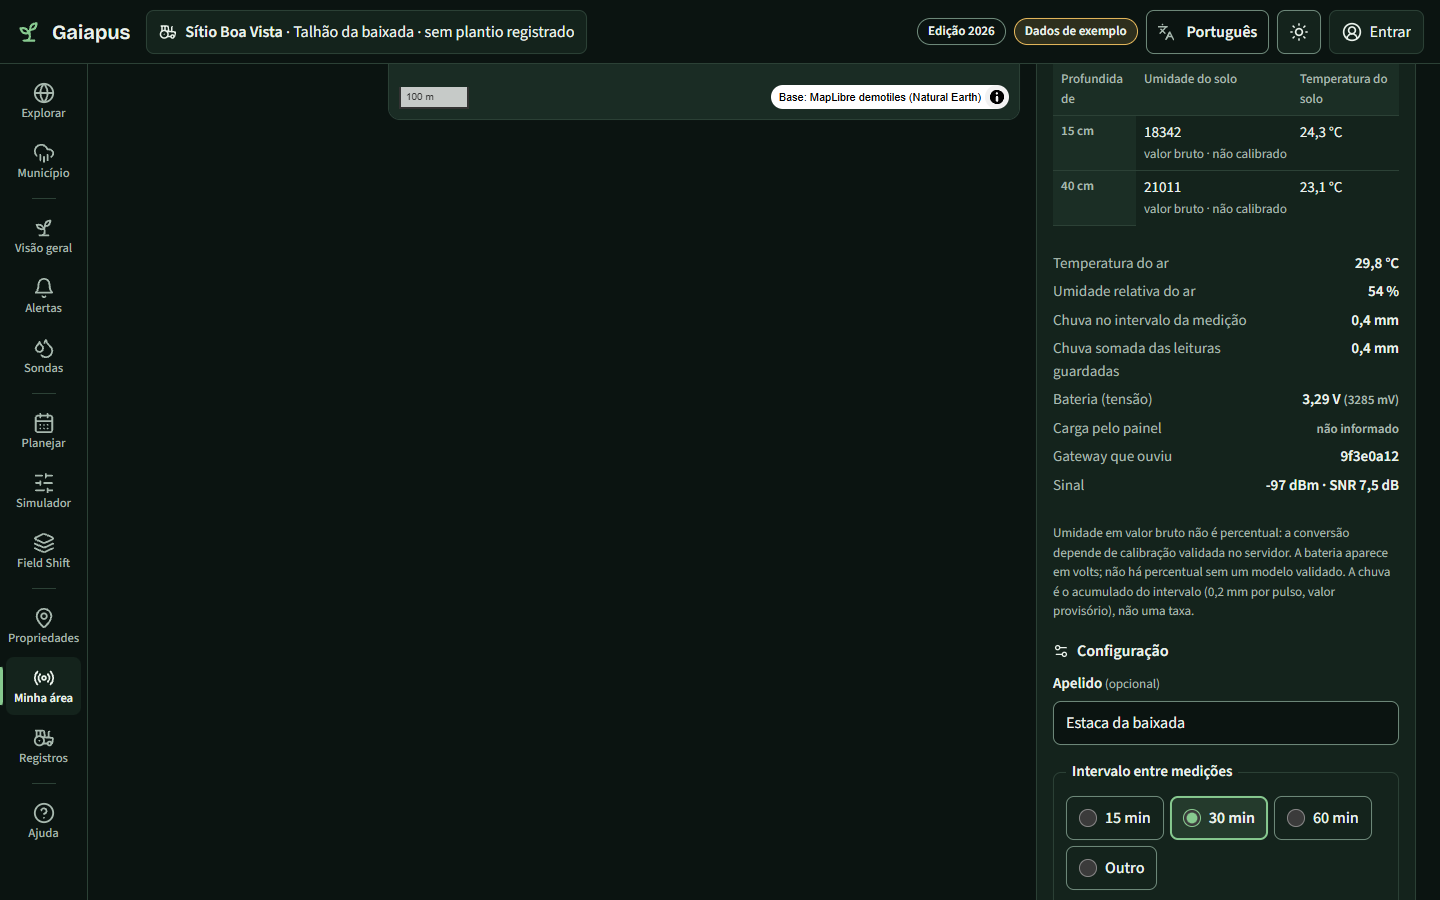 Gaiapus
Sítio Boa Vista · Talhão da baixada · sem plantio registrado
Edição 2026
Dados de exemplo
Português
Entrar
Explorar
Município
Visão geral
Alertas
Sondas
Planejar
Simulador
Field Shift
Propriedades
Minha área
Registros
Ajuda
100 m
Base: MapLibre demotiles (Natural Earth)
Profundida
de
Umidade do solo
Temperatura do
solo
15 cm
18342
valor bruto · não calibrado
24,3 °C
40 cm
21011
valor bruto · não calibrado
23,1 °C
Temperatura do ar
29,8 °C
Umidade relativa do ar
54 %
Chuva no intervalo da medição
0,4 mm
Chuva somada das leituras
guardadas
0,4 mm
Bateria (tensão)
3,29 V (3285 mV)
Carga pelo painel
não informado
Gateway que ouviu
9f3e0a12
Sinal
-97 dBm · SNR 7,5 dB
Umidade em valor bruto não é percentual: a conversão
depende de calibração validada no servidor. A bateria aparece
em volts; não há percentual sem um modelo validado. A chuva
é o acumulado do intervalo (0,2 mm por pulso, valor
provisório), não uma taxa.
Configuração
Apelido (opcional)
Estaca da baixada
Intervalo entre medições
15 min
30 min
60 min
Outro